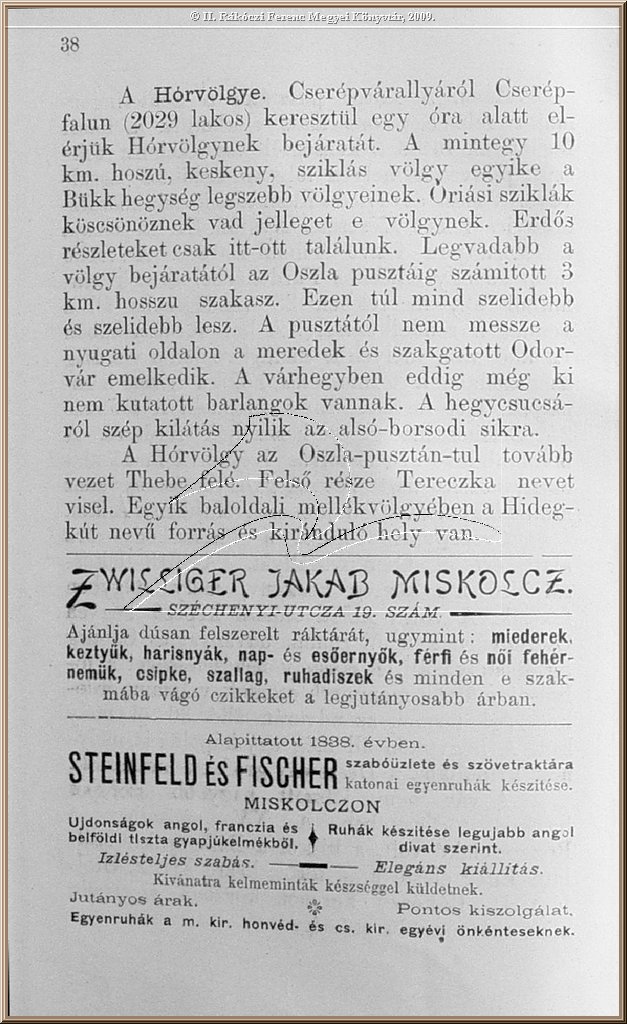 © II. Rákóczi Ferenc Megyei Könyvtár, 2009.
38
A Hórvölgye. Cserépvárallyáról Cserép-
falun (2029 lakos) keresztül egy óra alatt el-
érjük Hórvölgynek bejáratát. A mintegy 10
km. hoszú, keskeny, sziklás völgy egyike a
Bükk hegység legszebb völgyeinek. Óriási sziklák
köscsönöznek vad jelleget e völgynek. Erdős
részleteket csak itt-ott találunk. Legvadabb a
völgy bejáratától az Oszla pusztáig számitott 3
km. hosszu szakasz. Ezen túl mind szelidebb
és szelidebb lesz. A pusztától nem messze a
nyugati oldalon a meredek és szakgatott Odor-
vár emelkedik. A várhegyben eddig még ki
nem kutatott barlangok vannak. A hegycsucsá-
ról szép kilátás nyílik az alsó-borsodi sikra.
A Hórvölgy az Oszla-pusztán-tul tovább
vezet Thebe felé. Felső része Tereczka nevet
visel. Egyik baloldali mellékvölgyében a Hideg-
kút nevű forrás és kiránduló hely van.
ZWILLIGER JAKAB MISKOLCZ.
SZÉCHENYI-UTCZA 19. SZÁM.
Ajánlja dúsan felszerelt ráktárát, ugymint: miederek,
keztyük, harisnyák, nap- és esőernyők, férfi és női fehér-
nemük, csipke, szallag, ruhadiszek és minden e szak-
mába vágó czikkeket a legjutányosabb árban.
Alapittatott 1838. évben.
STEINFELD és FISCHER szabóüzlete és szövetraktára
katonai egyenruhák készitése.
MISKOLCZON
Ujdonságok angol, franczia és
belföldi tiszta gyapjúkelmékből.
Ruhák készitése legujabb angol
divat szerint.
Izlésteljes szabás.
Elegáns kiállítás.
Kivánatra kelmeminták készséggel küldetnek.
Jutányos árak.
Pontos kiszolgálat.
Egyenruhák a m. kir. honvéd- és cs. kir. egyévi önkénteseknek.